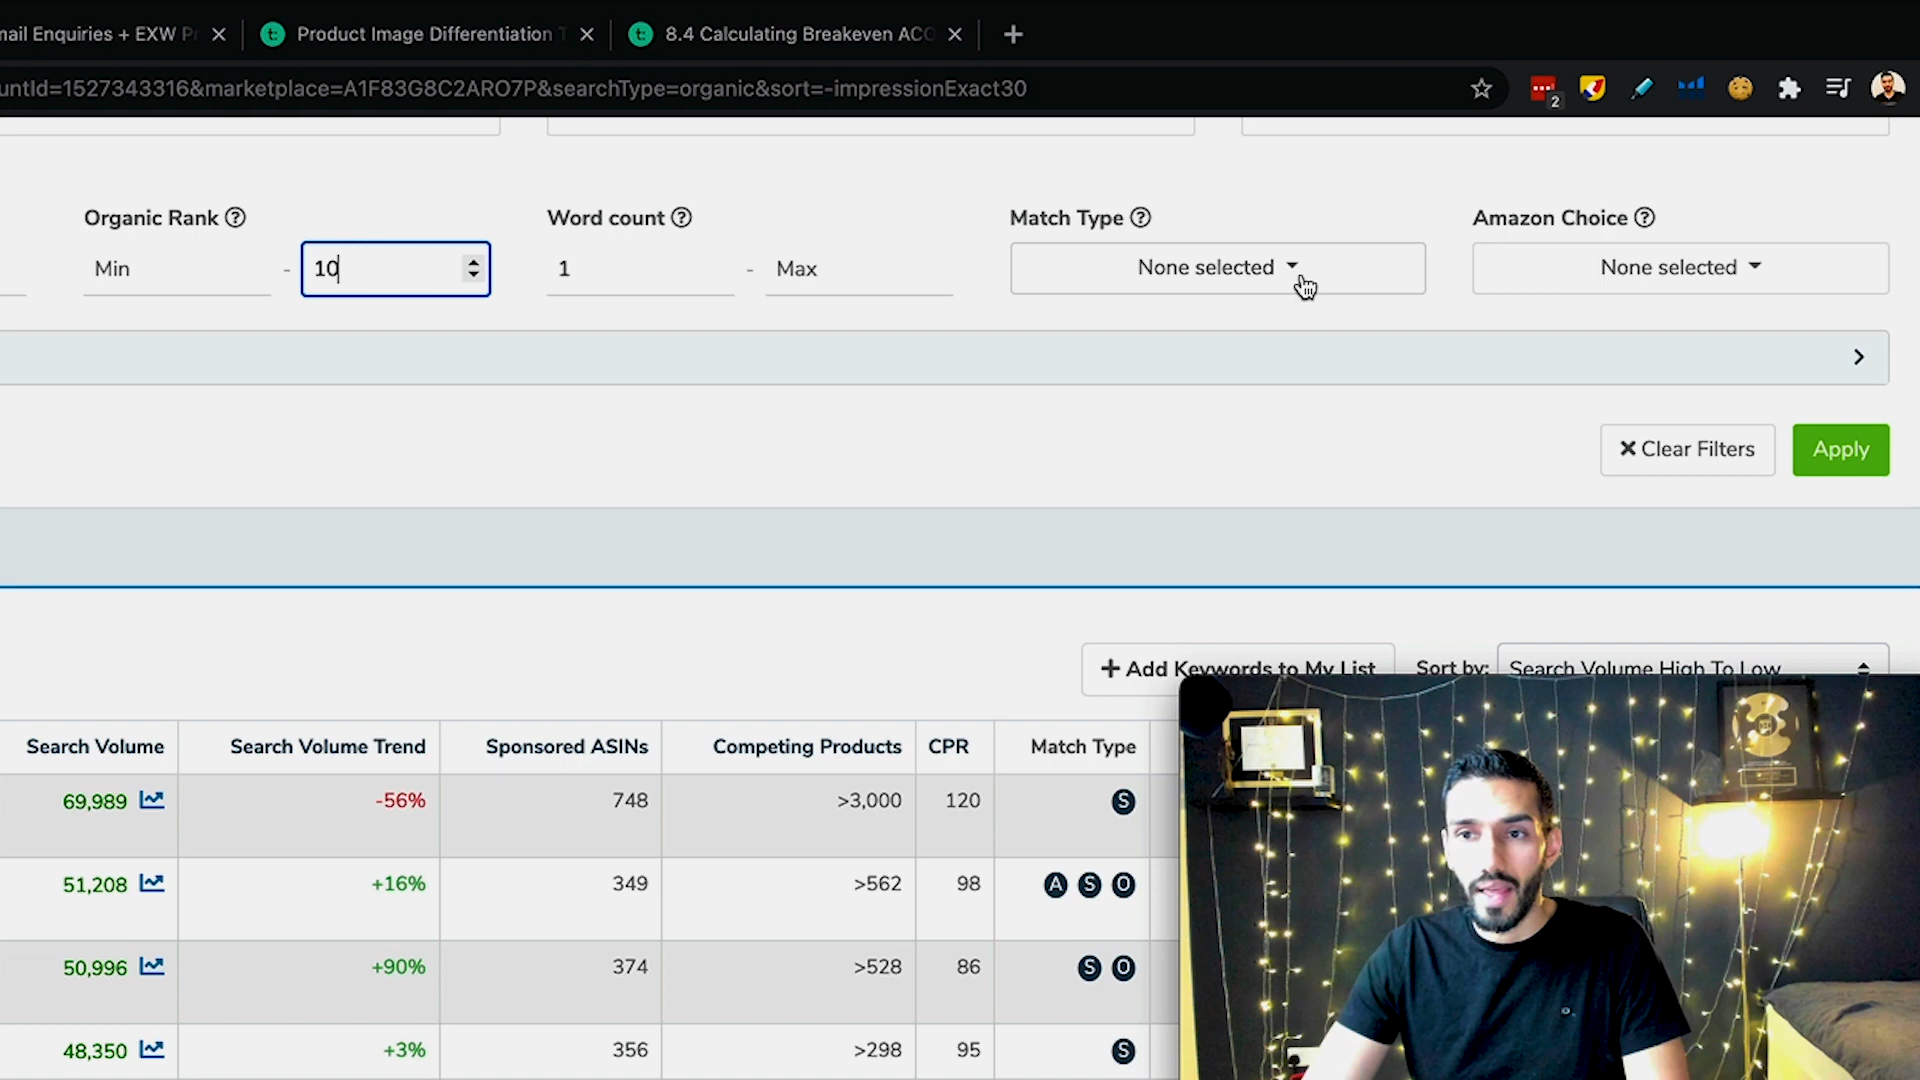 mail Enquiries + EXW P
Product Image Differentiation T
8.4 Calculating Breakeven ACO
untId=1527343316&marketplace=A1F83G8C2ARO7P&searchType=organic&sort=-impressionExact30
2
Organic Rank ?
Word count ?
Match Type ?
Amazon Choice ?
Min - 10
1 - Max
None selected
None selected
Clear Filters
Apply
+ Add Keywords to My List
Sort by: Search Volume High To Low
Search Volume Search Volume Trend Sponsored ASINs Competing Products CPR Match Type
69,989 -56% 748 >3,000 120 S
51,208 +16% 349 >562 98 A S O
50,996 +90% 374 >528 86 S O
48,350 +3% 356 >298 95 S